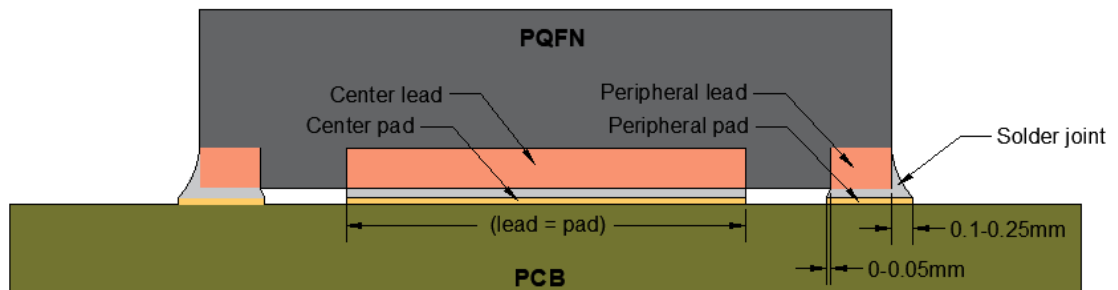 PQFN
Center lead
Peripheral lead
Center pad
Peripheral pad
Solder joint
(lead = pad)
0.1-0.25mm
0-0.05mm
PCB